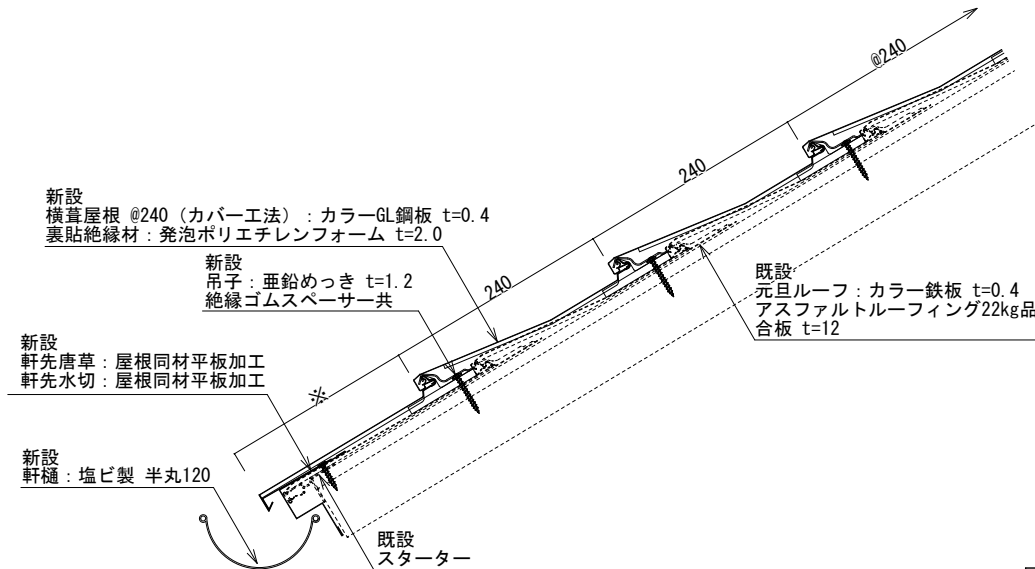 @240
240
新設
横葺屋根 @240（カバー工法）：カラーGL鋼板 t=0.4
裏貼絶縁材：発泡ポリエチレンフォーム t=2.0
新設
吊子：亜鉛めっき t=1.2
絶縁ゴムスペーサー共
240
既設
元旦ルーフ：カラー鉄板 t=0.4
アスファルトルーフィング22kg品
合板 t=12
新設
軒先唐草：屋根同材平板加工
軒先水切：屋根同材平板加工
※
新設
軒樋：塩ビ製 半丸120
既設
スターター